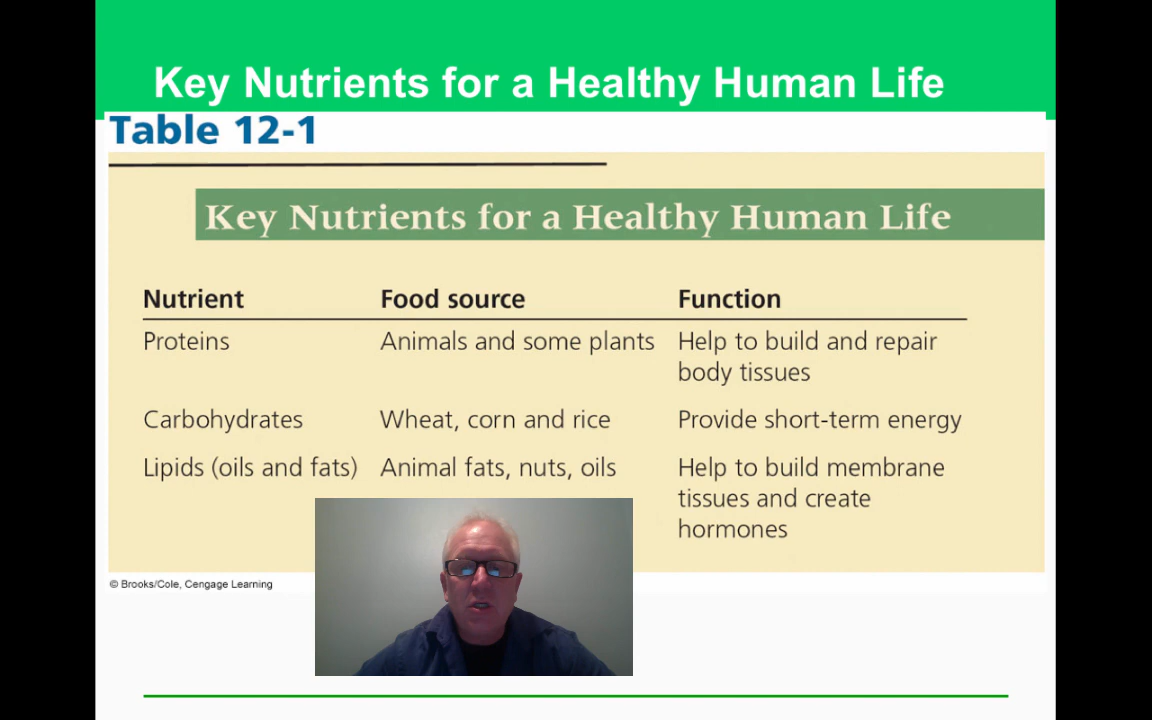 Key Nutrients for a Healthy Human Life
Table 12-1
Key Nutrients for a Healthy Human Life
Nutrient Food source Function
Proteins Animals and some plants Help to build and repair
body tissues
Carbohydrates Wheat, corn and rice Provide short-term energy
Lipids (oils and fats) Animal fats, nuts, oils Help to build membrane
tissues and create
hormones
© Brooks/Cole, Cengage Learning